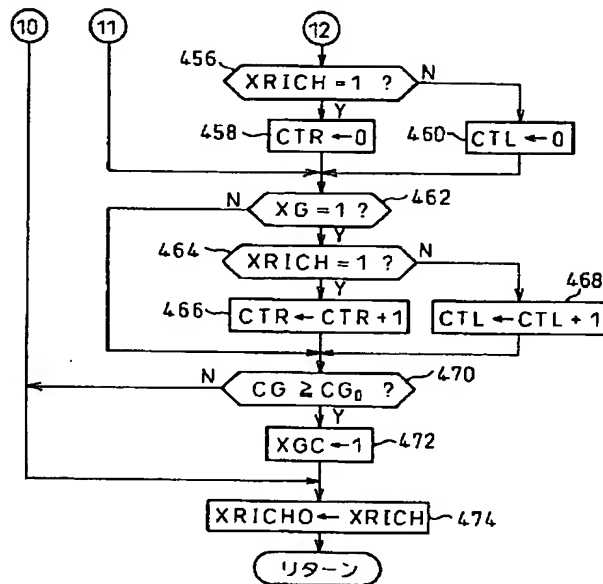 10 11 12
456 XRICH=1 ? N
Y
458 CTR←0 460 CTL←0
N XG=1 ? 462
Y
464 XRICH=1 ? N
Y 468
466 CTR←CTR+1 CTL←CTL+1
N CG≧CG₀ ? 470
Y
XGC←1 472
XRICHO←XRICH 474
リターン